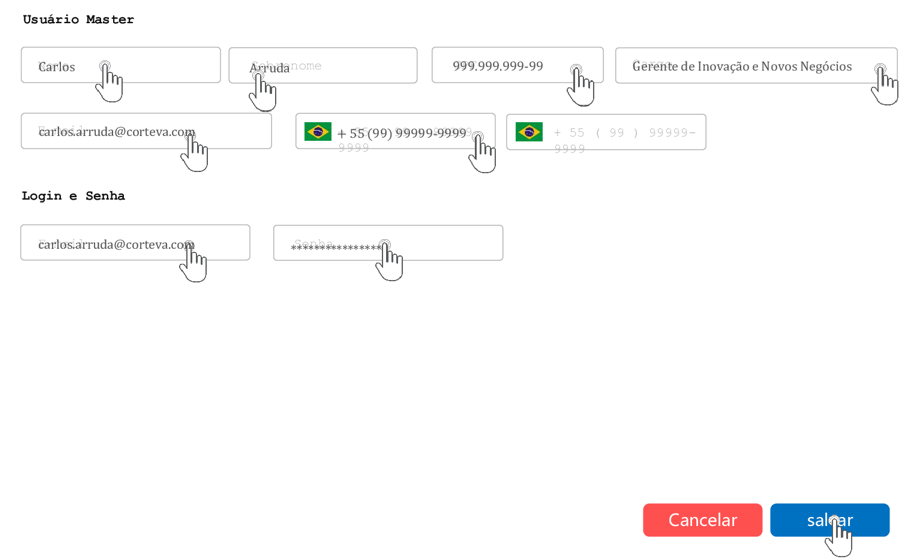 Usuário Master
Carlos
Arruda
999.999.999-99
Gerente de Inovação e Novos Negócios
carlos.arruda@corteva.com
+ 55 (99) 99999-9999
+ 55 ( 99 ) 99999-
9999
Login e Senha
carlos.arruda@corteva.com
Senha
****************
Cancelar
salvar